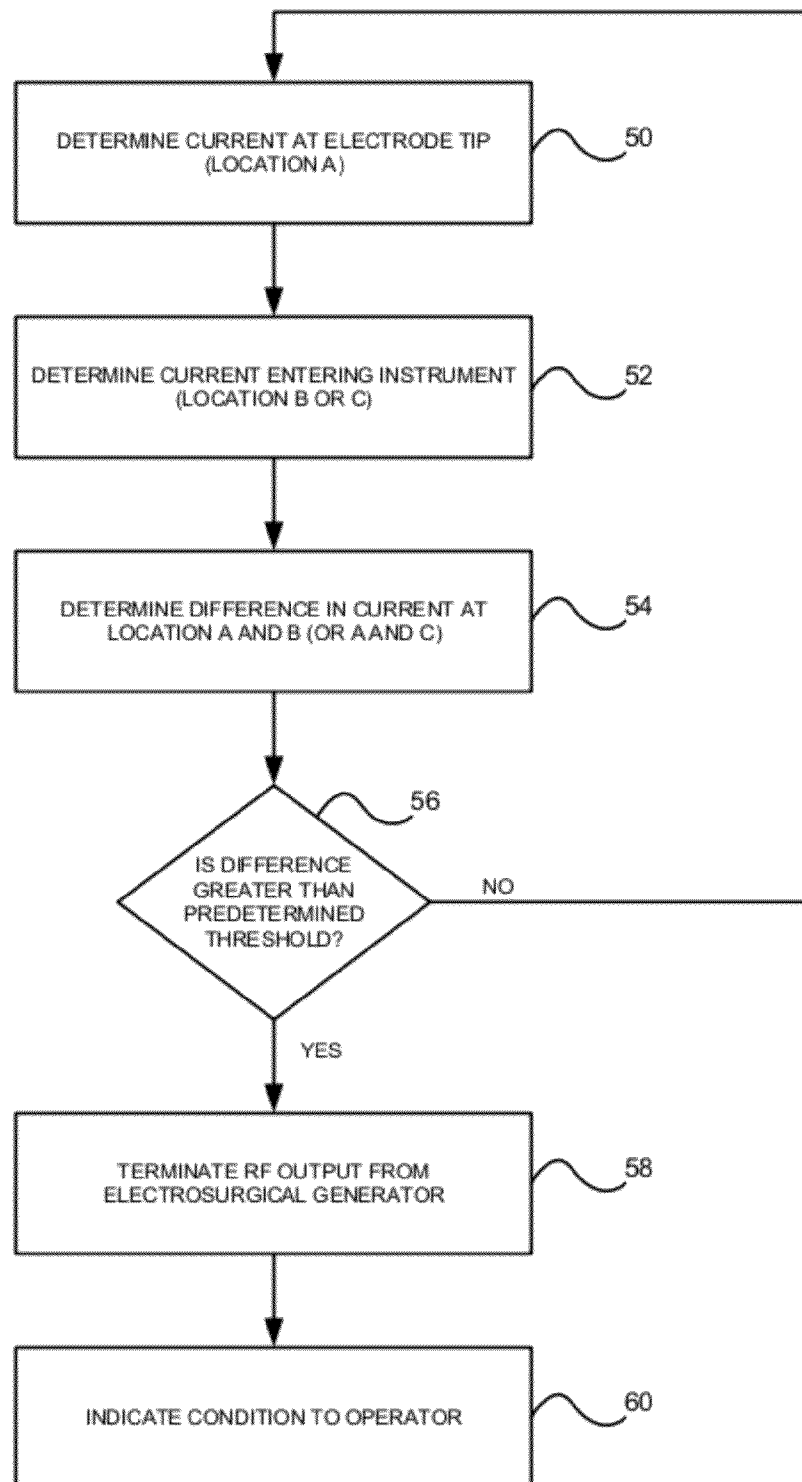 DETERMINE CURRENT AT ELECTRODE TIP
(LOCATION A)
50
DETERMINE CURRENT ENTERING INSTRUMENT
(LOCATION B OR C)
52
DETERMINE DIFFERENCE IN CURRENT AT
LOCATION A AND B (OR A AND C)
54
56
IS DIFFERENCE
GREATER THAN
PREDETERMINED
THRESHOLD?
NO
YES
TERMINATE RF OUTPUT FROM
ELECTROSURGICAL GENERATOR
58
INDICATE CONDITION TO OPERATOR
60